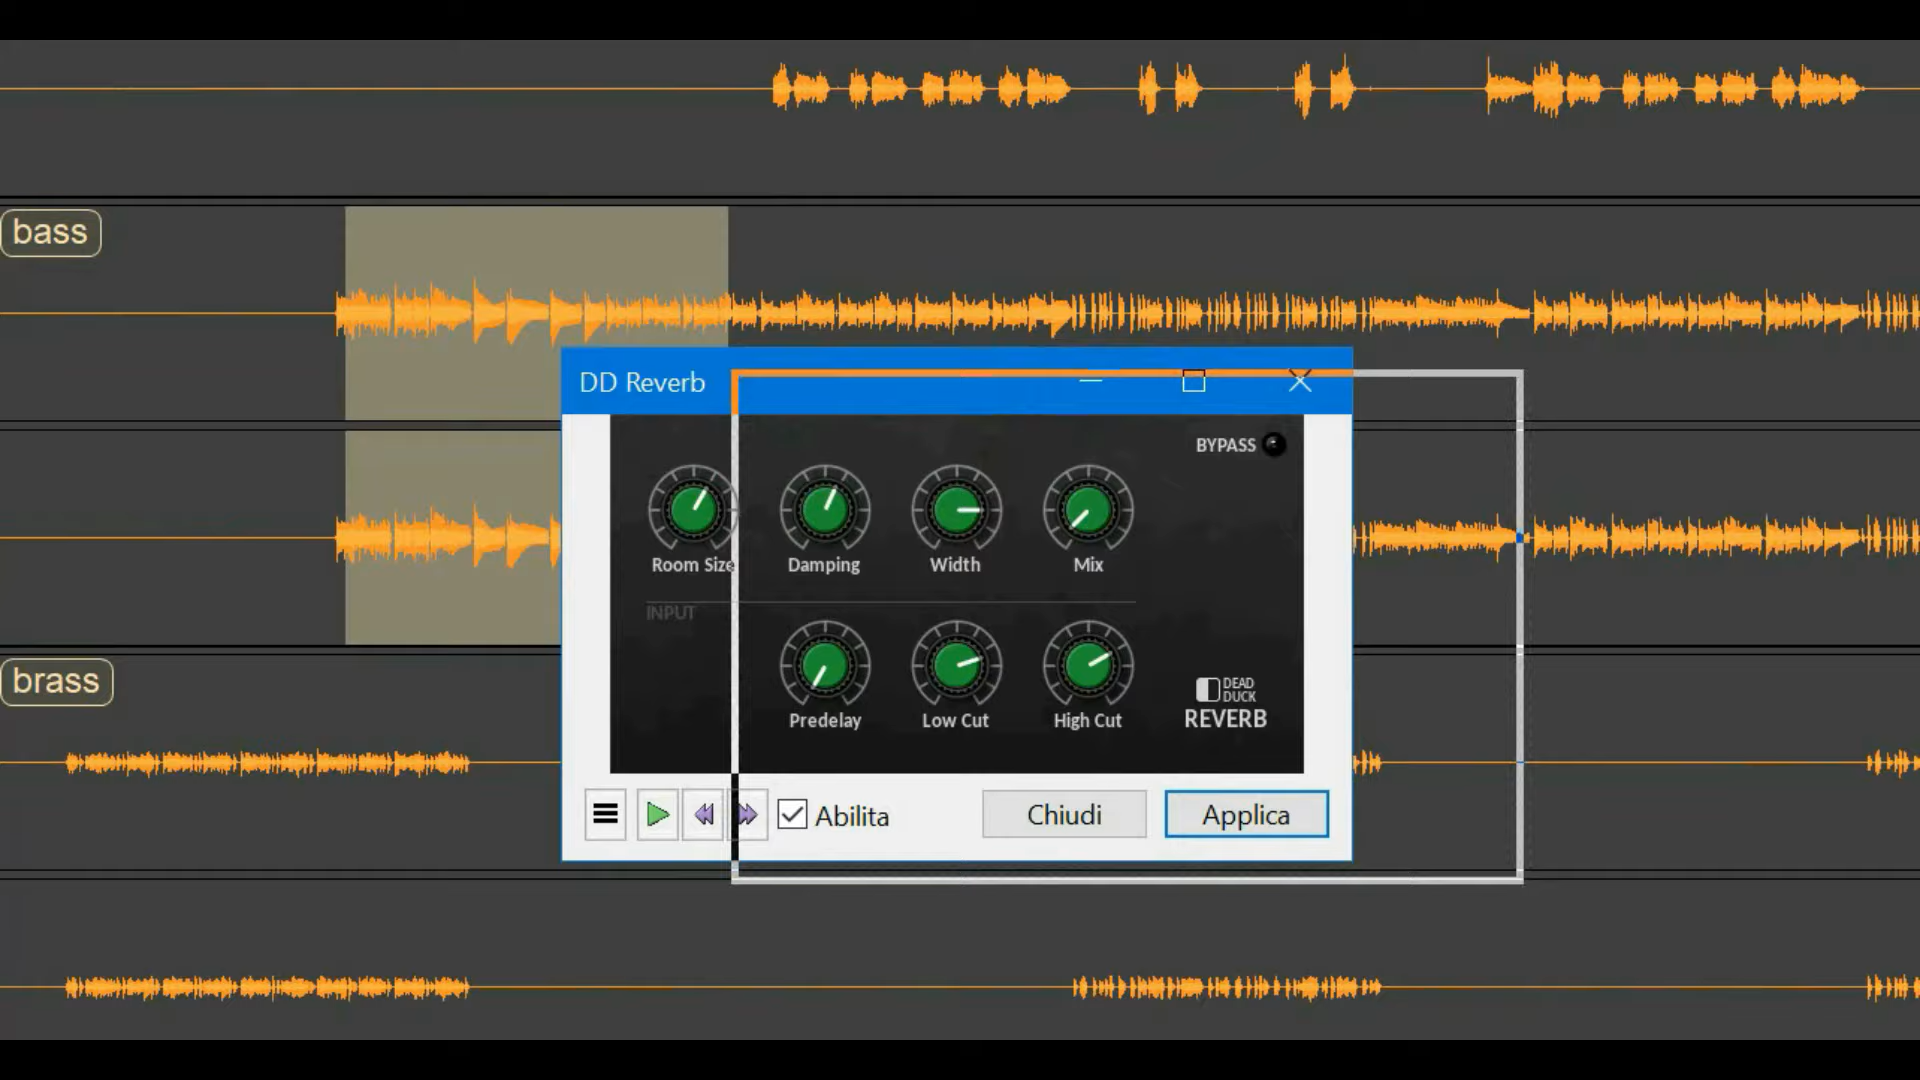 bass
DD Reverb
BYPASS
Room Size
Damping
Width
Mix
INPUT
Predelay
Low Cut
High Cut
DEAD
DUCK
REVERB
brass
Abilita
Chiudi
Applica